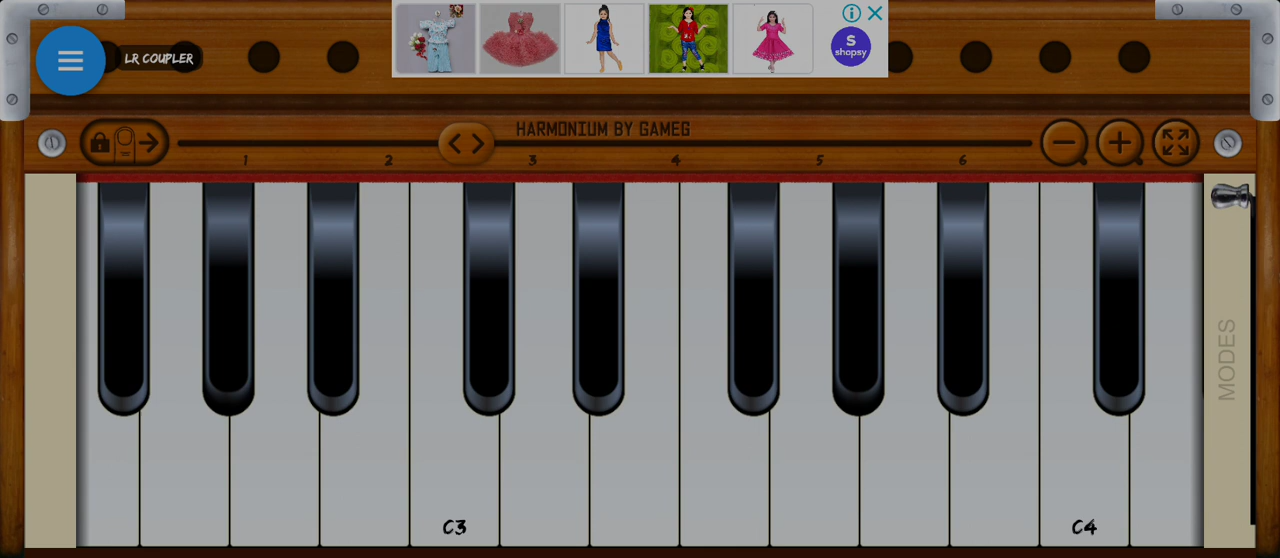 LR COUPLER
S
shopsy
HARMONIUM BY GAMEG
1 2 3 4 5 6
MODES
C3 C4